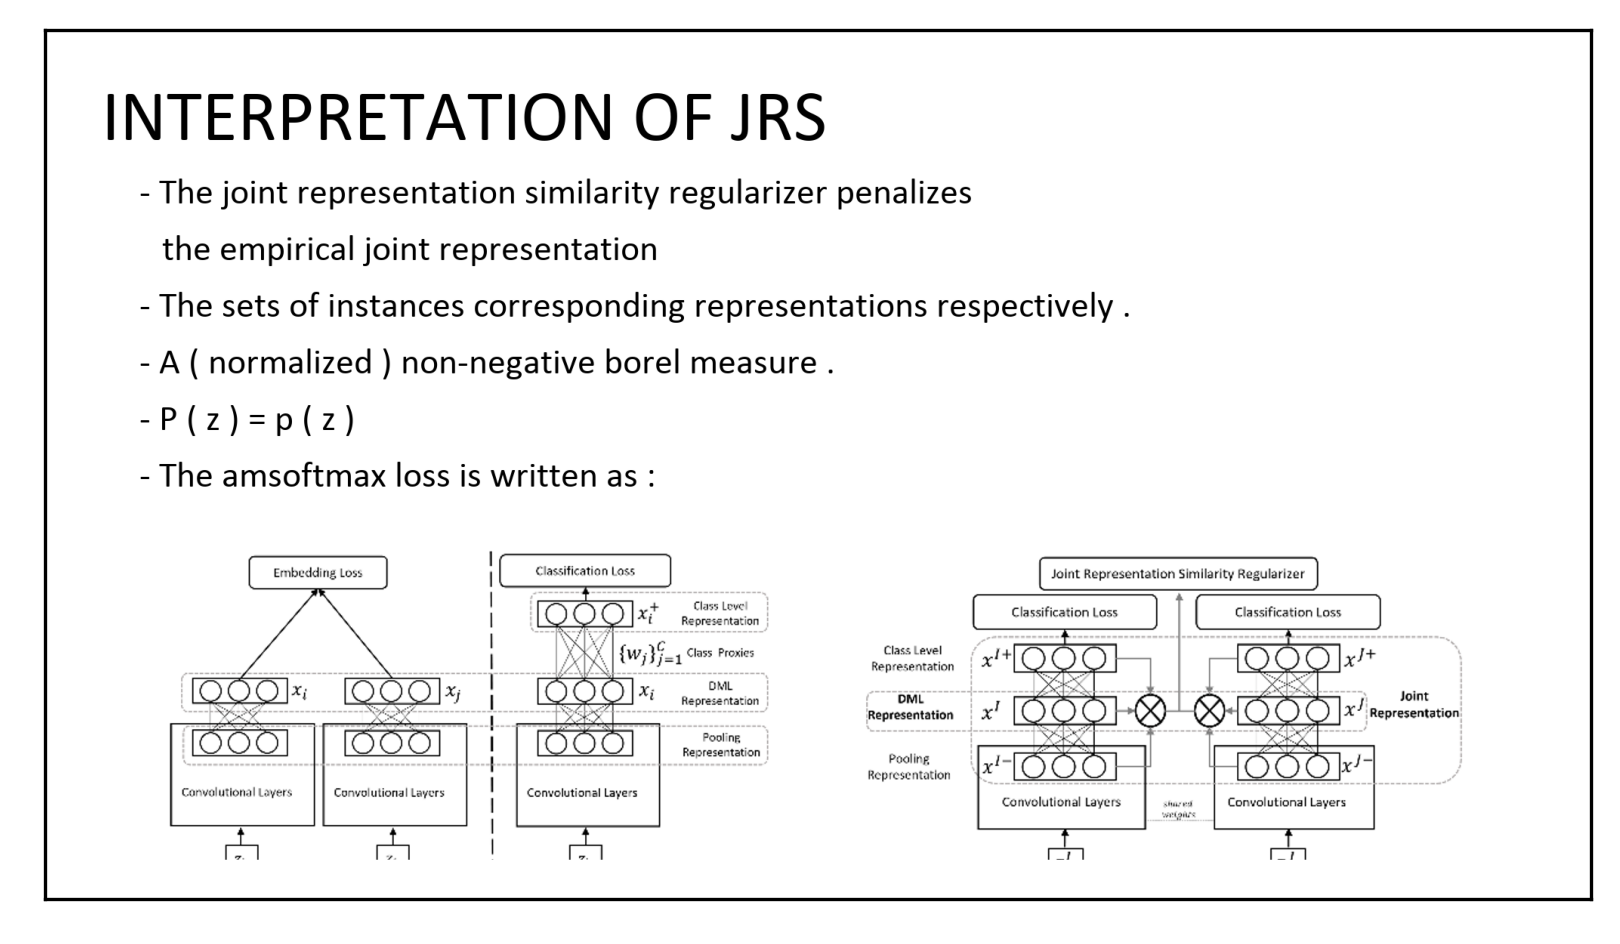 INTERPRETATION OF JRS
- The joint representation similarity regularizer penalizes
the empirical joint representation
- The sets of instances corresponding representations respectively .
- A ( normalized ) non-negative borel measure .
- P ( z ) = p ( z )
- The amsoftmax loss is written as :
Embedding Loss
x_i
x_j
Convolutional Layers
Convolutional Layers
Classification Loss
x_i^+
Class Level
Representation
{w_j}_{j=1}^C Class Proxies
x_i
DML
Representation
Pooling
Representation
Convolutional Layers
Joint Representation Similarity Regularizer
Classification Loss
Classification Loss
Class Level
Representation
x^{I+}
x^{J+}
DML
Representation
x^I
x^J
Joint
Representation
Pooling
Representation
x^{I-}
x^{J-}
Convolutional Layers
shared
weights
Convolutional Layers